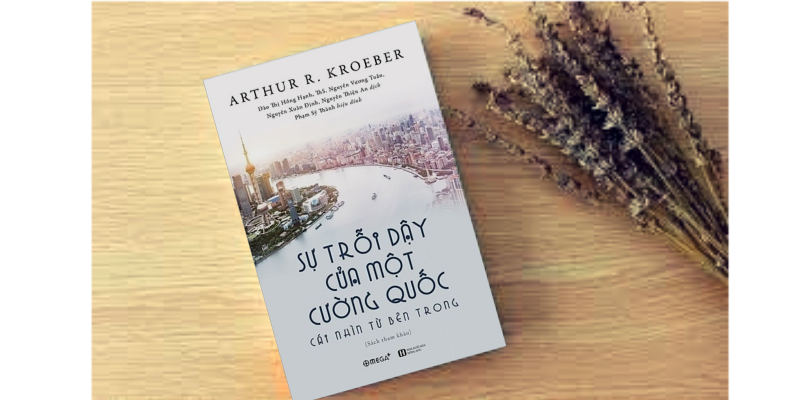 ARTHUR R. KROEBER
Đào Thị Hồng Hạnh, ThS. Nguyễn Vương Tuấn,
Nguyễn Xuân Định, Nguyễn Thiện An dịch
Phạm Sỹ Thành hiệu đính
SỰ TRỖI DẬY
CỦA MỘT
CƯỜNG QUỐC
CÁI NHÌN TỪ BÊN TRONG
(Sách tham khảo)
OMEGA+